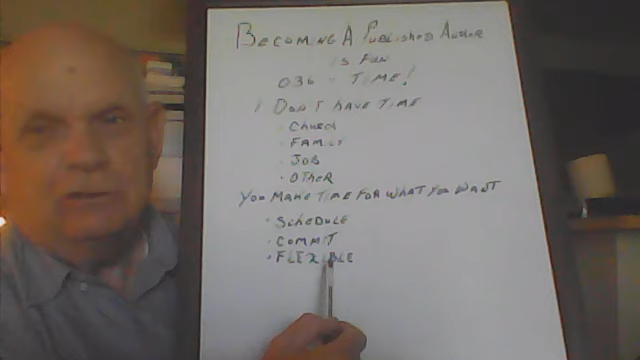 BECOMING A PUBLISHED AUTHOR
IS FUN
036 - TIME!
I DON'T HAVE TIME
• CHURCH
• FAMILY
• JOB
• OTHER
YOU MAKE TIME FOR WHAT YOU WANT
• SCHEDULE
• COMMIT
• FLEXIBLE